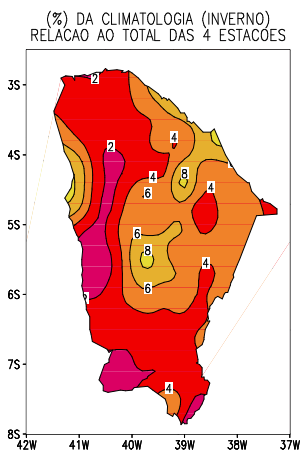 (%) DA CLIMATOLOGIA (INVERNO)
RELACAO AO TOTAL DAS 4 ESTACOES
3S
4S
5S
6S
7S
8S
42W 41W 40W 39W 38W 37W
2
4
2
4
8
4
6
6
8
4
6
2
4